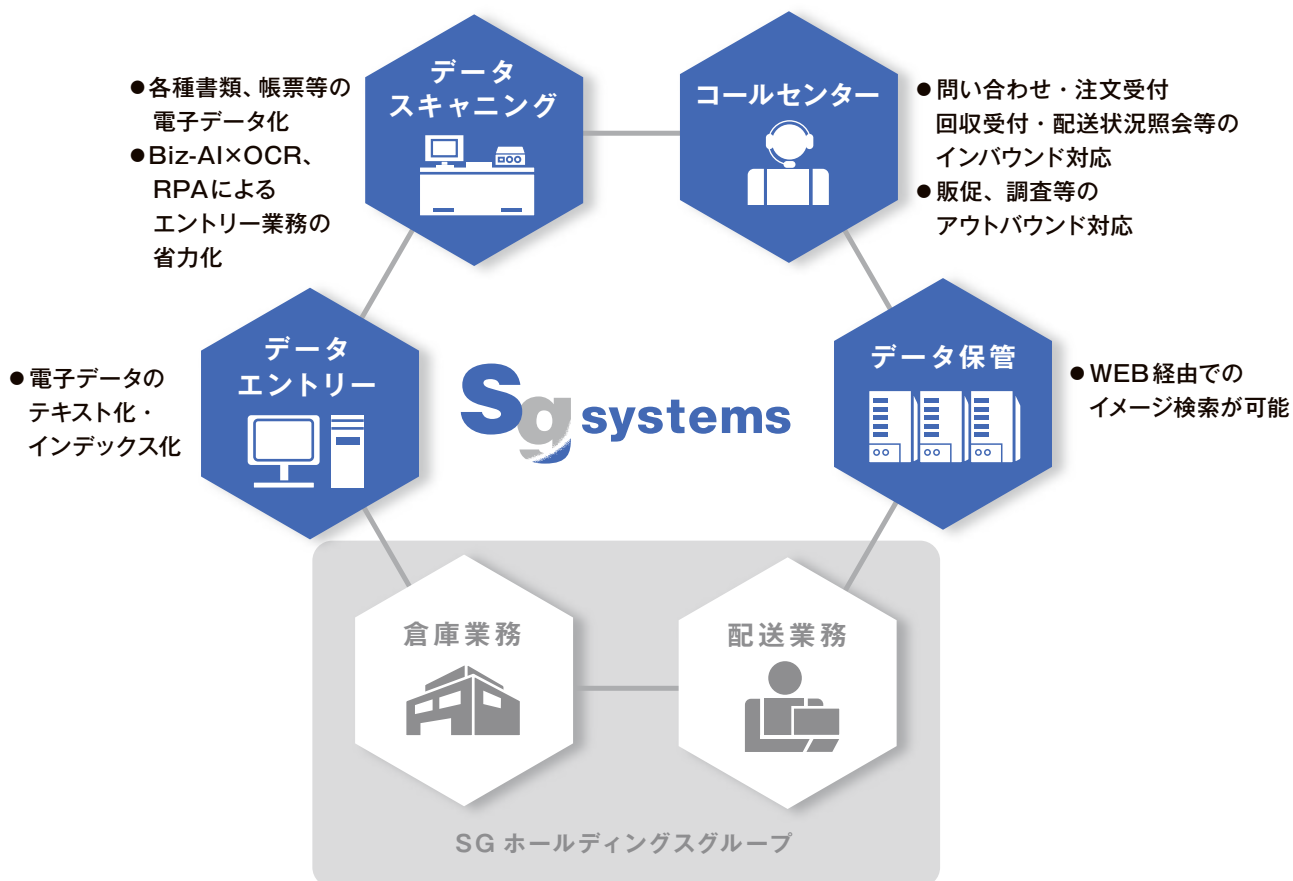 データ
スキャニング
●各種書類、帳票等の
電子データ化
●Biz-AI×OCR、
RPAによる
エントリー業務の
省力化
コールセンター
●問い合わせ・注文受付
回収受付・配送状況照会等の
インバウンド対応
●販促、調査等の
アウトバウンド対応
データ
エントリー
●電子データの
テキスト化・
インデックス化
Sg systems
データ保管
●WEB経由での
イメージ検索が可能
倉庫業務
配送業務
SGホールディングスグループ